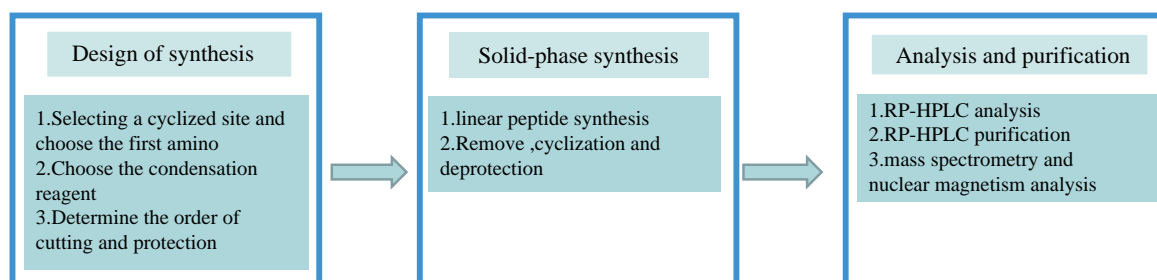 Design of synthesis
1.Selecting a cyclized site and
choose the first amino
2.Choose the condensation
reagent
3.Determine the order of
cutting and protection
Solid-phase synthesis
1.linear peptide synthesis
2.Remove ,cyclization and
deprotection
Analysis and purification
1.RP-HPLC analysis
2.RP-HPLC purification
3.mass spectrometry and
nuclear magnetism analysis